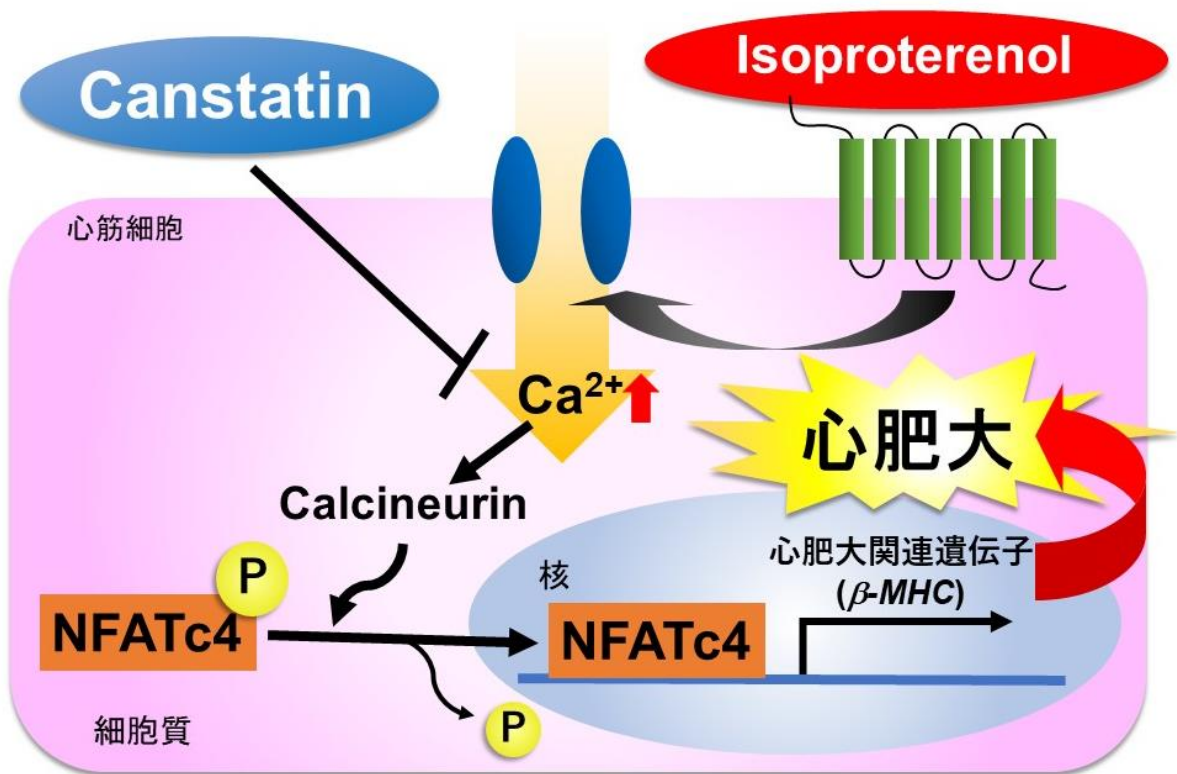 Canstatin
Isoproterenol
心筋細胞
Ca²⁺
心肥大
Calcineurin
P
核
心肥大関連遺伝子
(β-MHC)
NFATc4
NFATc4
P
細胞質